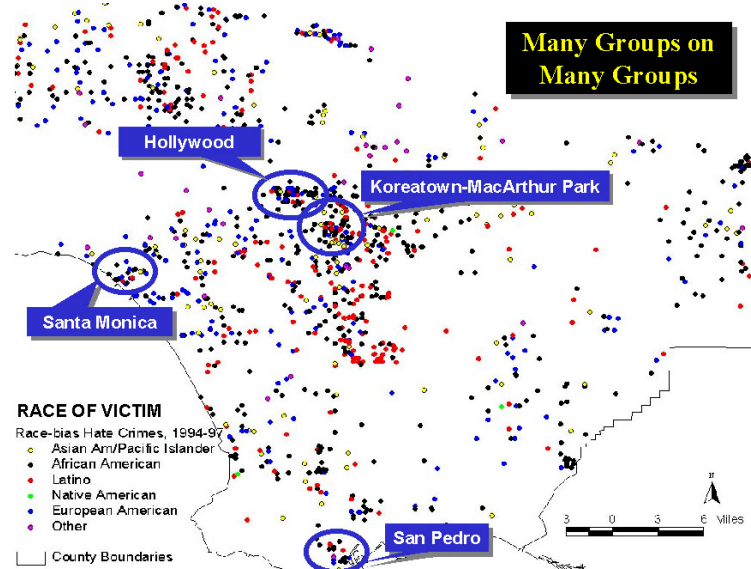 Many Groups on
Many Groups
Hollywood
Koreatown-MacArthur Park
Santa Monica
RACE OF VICTIM
Race-bias Hate Crimes, 1994-97
Asian Am/Pacific Islander
African American
Latino
Native American
European American
Other
County Boundaries
San Pedro
N
3 0 3 6 Miles